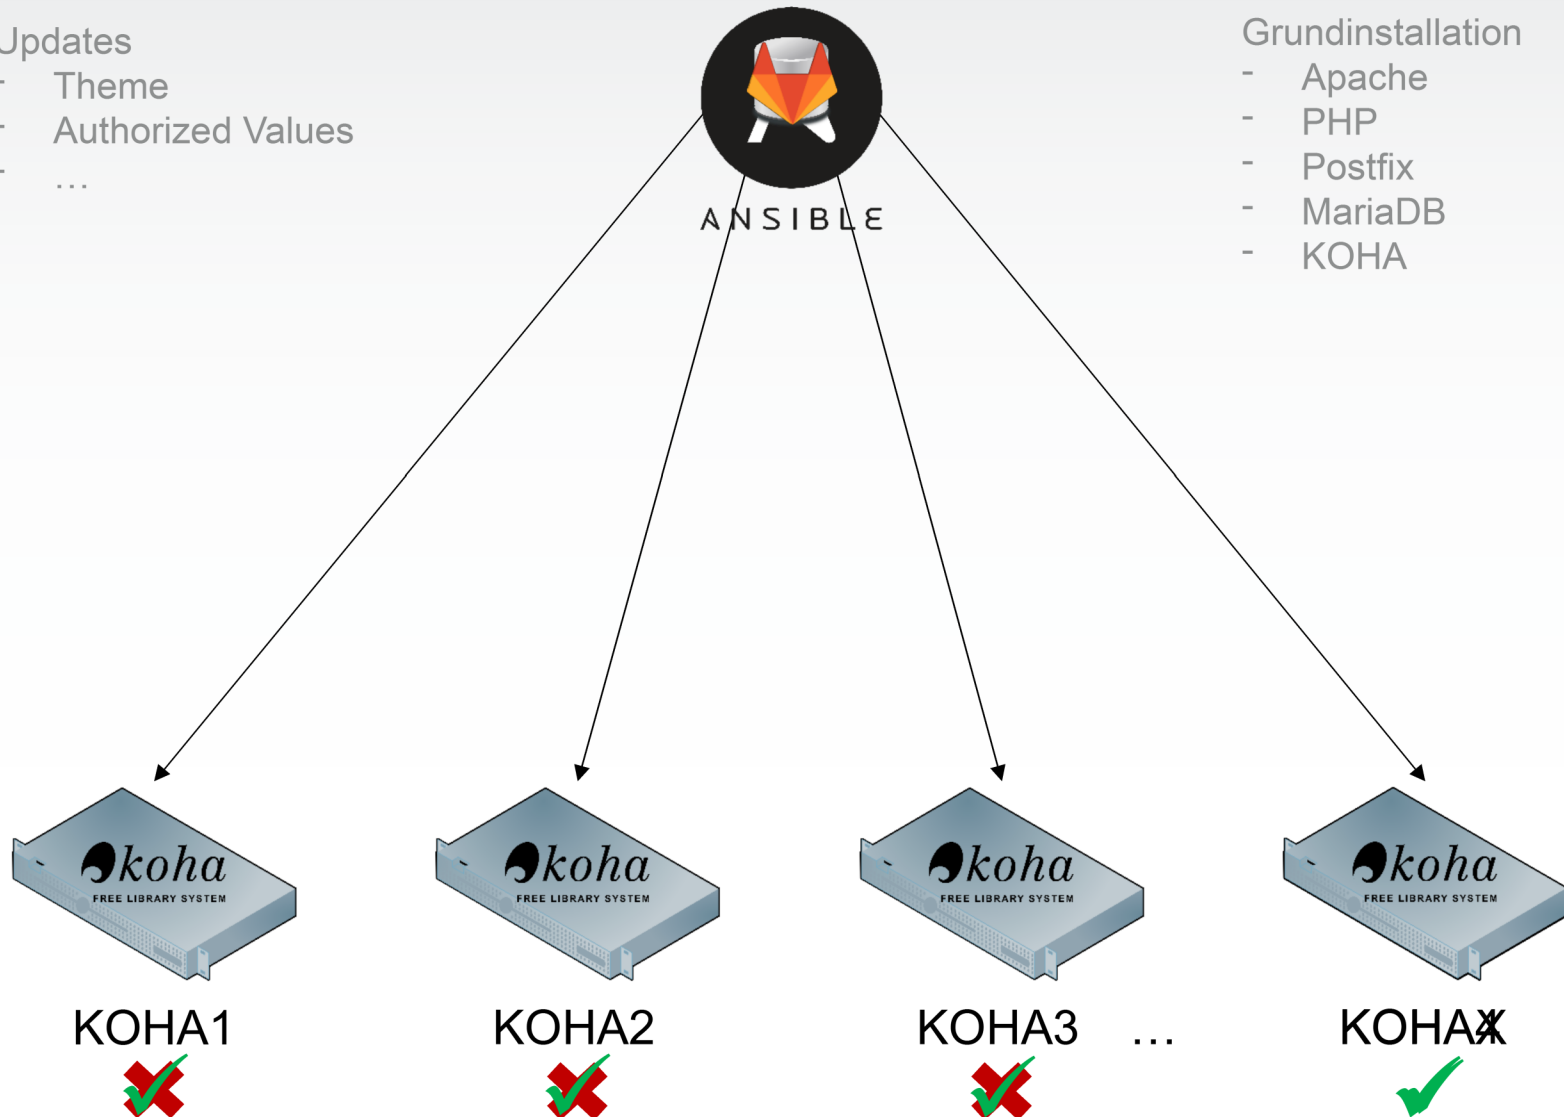 Updates
- Theme
- Authorized Values
- …
Grundinstallation
- Apache
- PHP
- Postfix
- MariaDB
- KOHA
ANSIBLE
koha
FREE LIBRARY SYSTEM
koha
FREE LIBRARY SYSTEM
koha
FREE LIBRARY SYSTEM
koha
FREE LIBRARY SYSTEM
KOHA1
KOHA2
KOHA3
…
KOHA